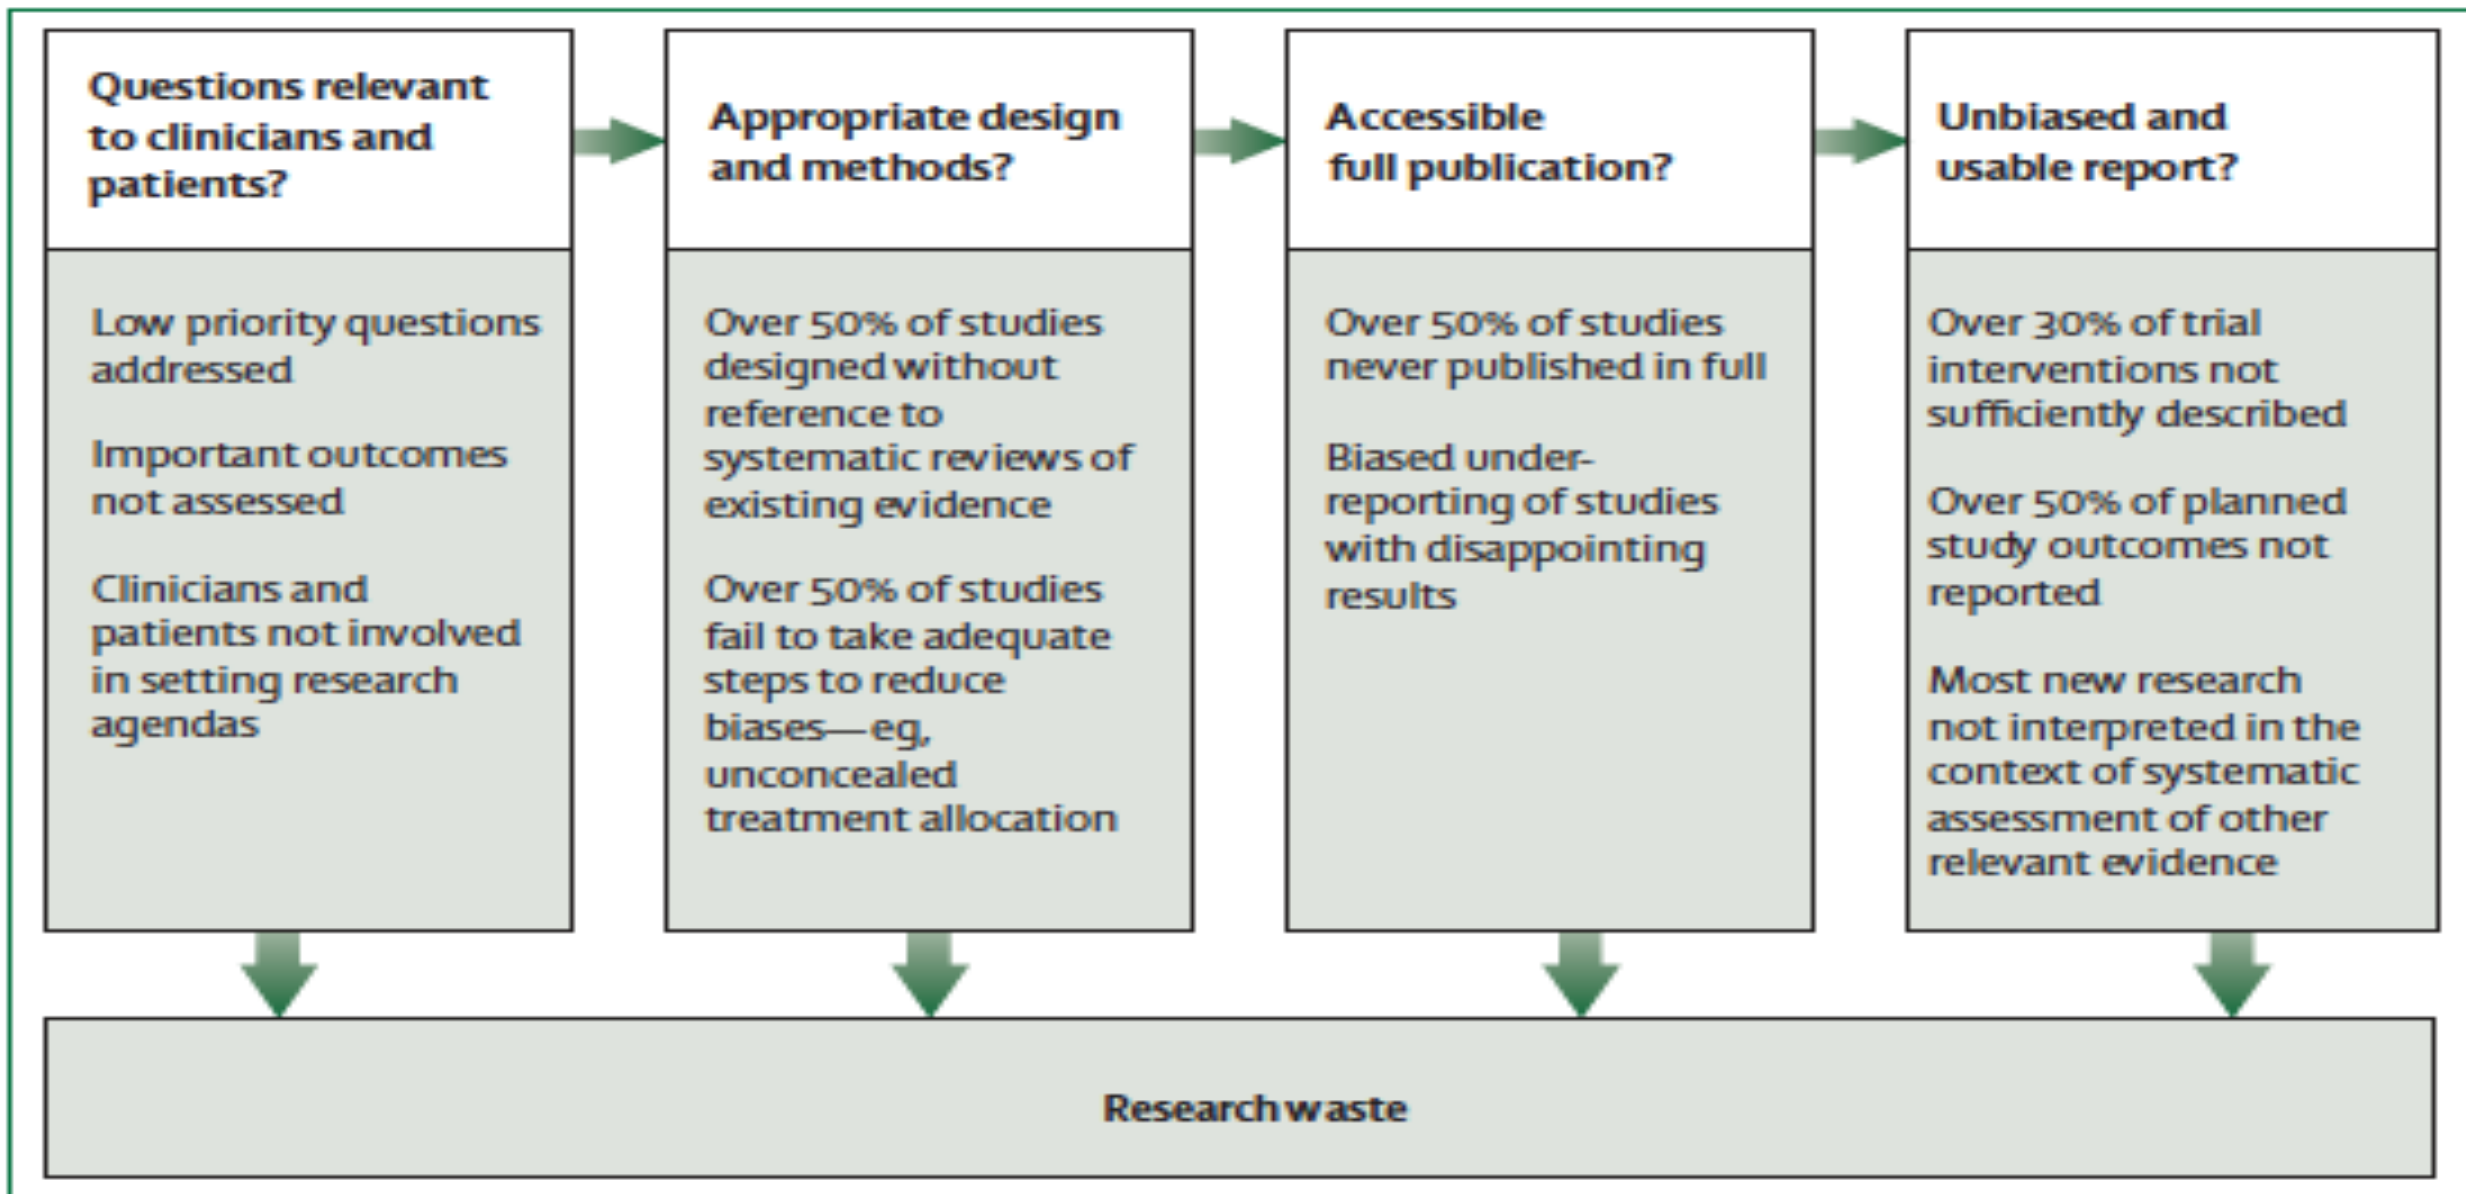 Questions relevant
to clinicians and
patients?
Low priority questions
addressed
Important outcomes
not assessed
Clinicians and
patients not involved
in setting research
agendas
Appropriate design
and methods?
Over 50% of studies
designed without
reference to
systematic reviews of
existing evidence
Over 50% of studies
fail to take adequate
steps to reduce
biases—eg,
unconcealed
treatment allocation
Accessible
full publication?
Over 50% of studies
never published in full
Biased under-
reporting of studies
with disappointing
results
Unbiased and
usable report?
Over 30% of trial
interventions not
sufficiently described
Over 50% of planned
study outcomes not
reported
Most new research
not interpreted in the
context of systematic
assessment of other
relevant evidence
Research waste